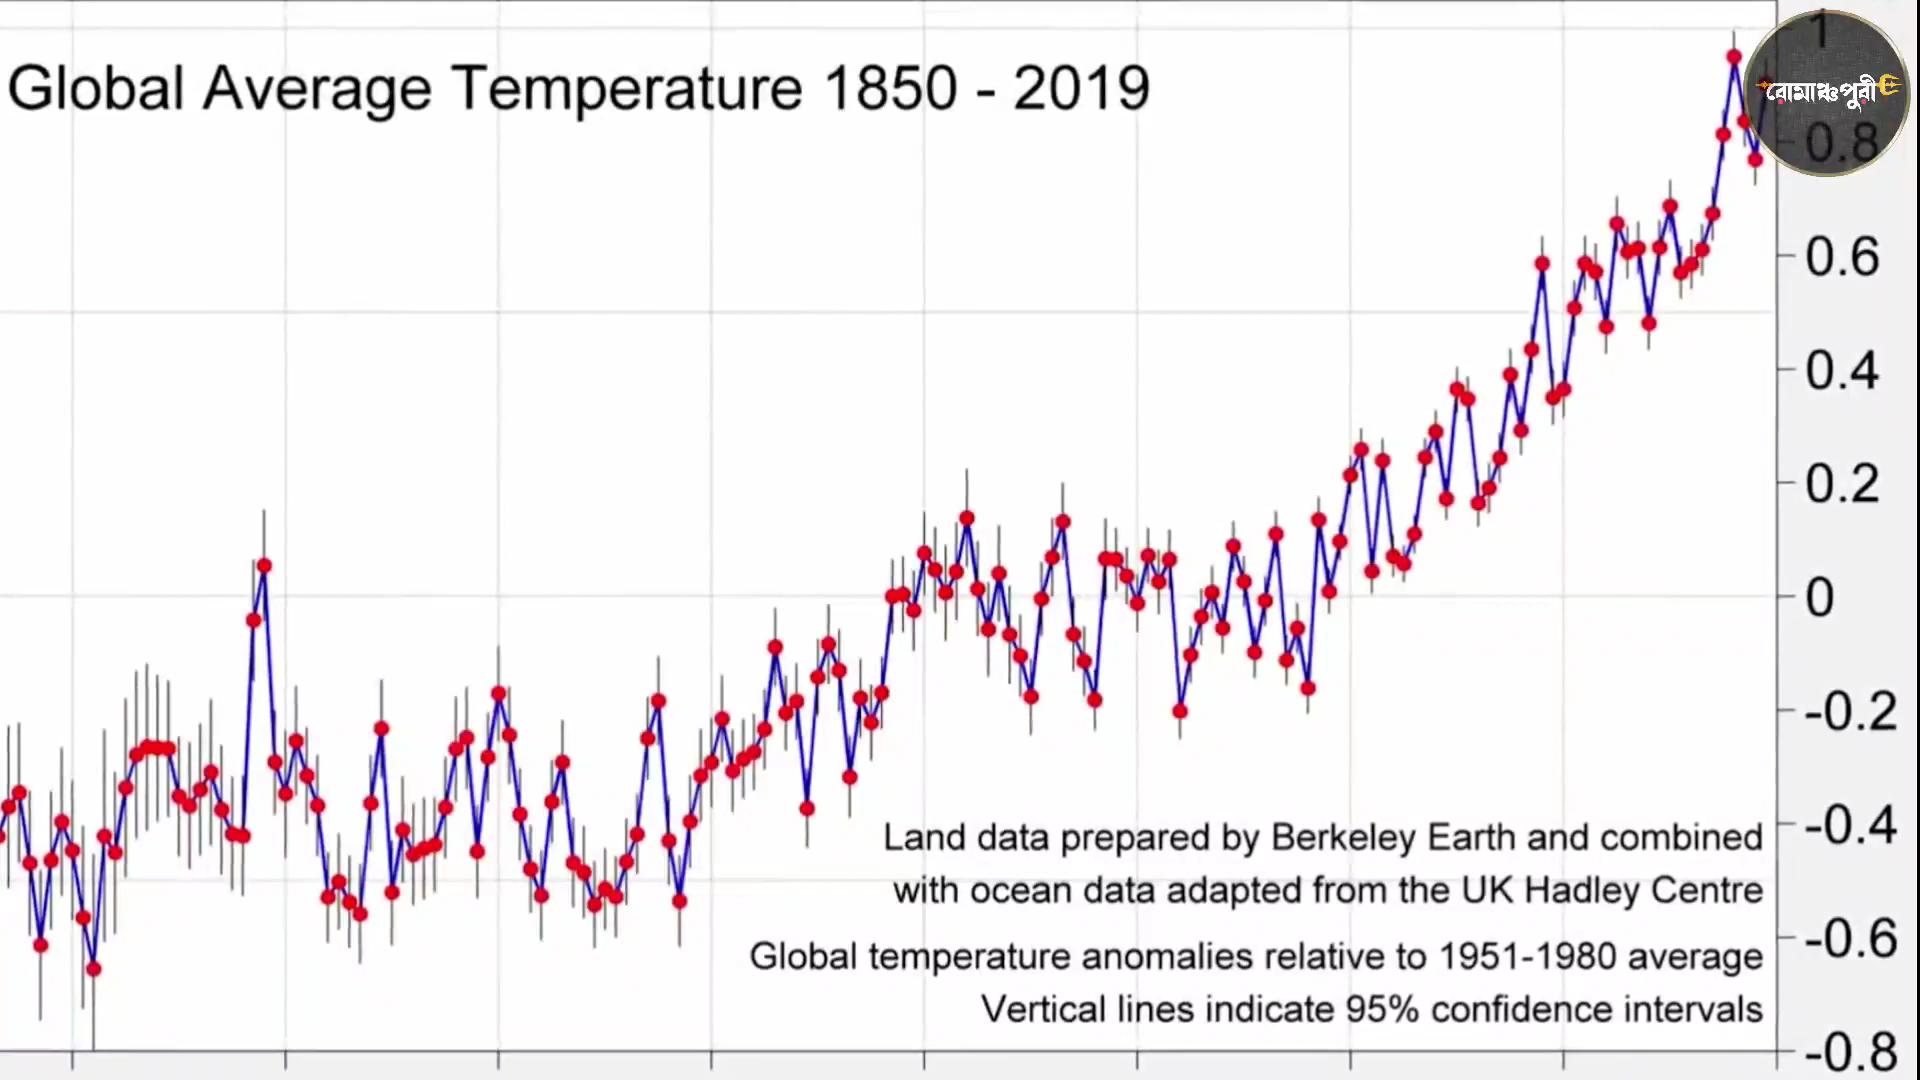 Global Average Temperature 1850 - 2019
1
রোমাঞ্চপুরী
0.8
0.6
0.4
0.2
0
-0.2
-0.4
-0.6
-0.8
Land data prepared by Berkeley Earth and combined
with ocean data adapted from the UK Hadley Centre
Global temperature anomalies relative to 1951-1980 average
Vertical lines indicate 95% confidence intervals